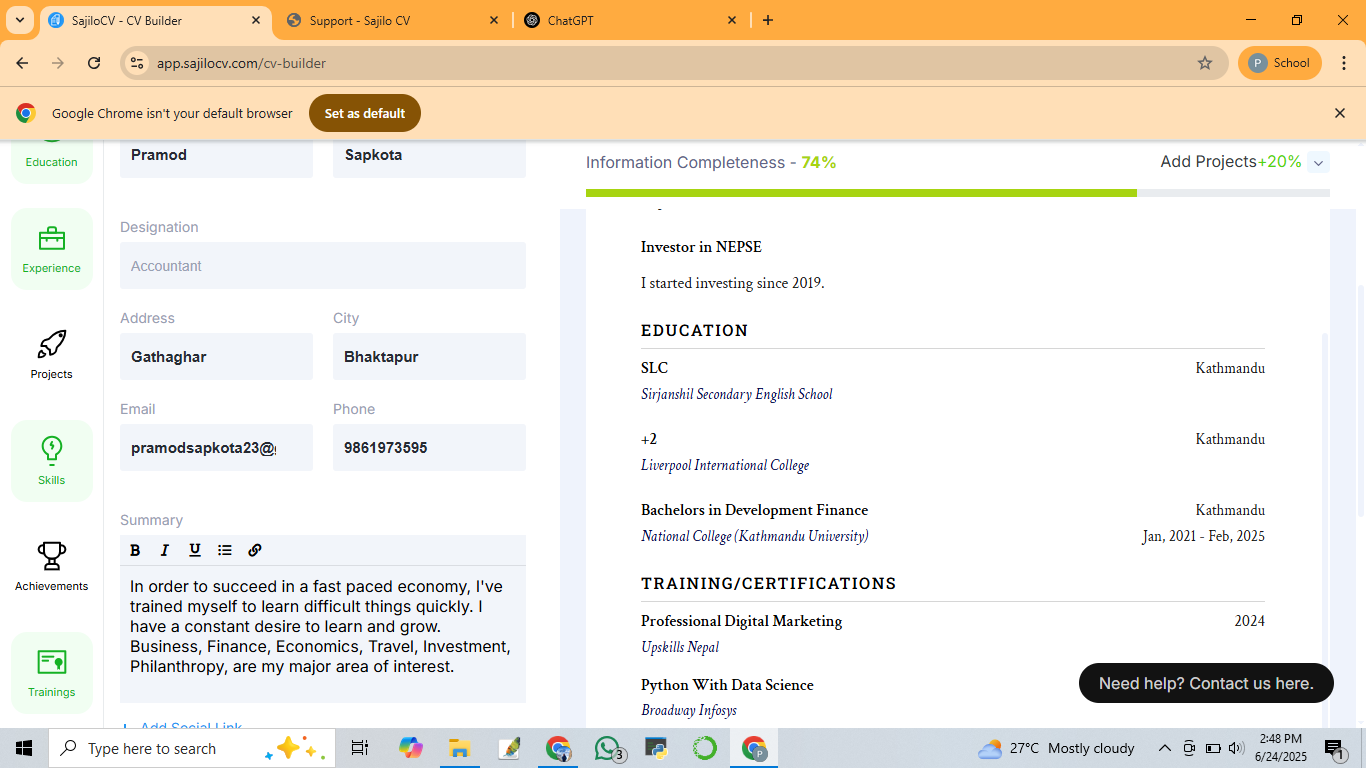 SajiloCV - CV Builder
Support - Sajilo CV
ChatGPT
app.sajilocv.com/cv-builder
P School
Google Chrome isn't your default browser
Set as default
Education
Experience
Projects
Skills
Achievements
Trainings
Pramod
Sapkota
Designation
Accountant
Address
City
Gathaghar
Bhaktapur
Email
Phone
pramodsapkota23@
9861973595
Summary
B I U
In order to succeed in a fast paced economy, I've
trained myself to learn difficult things quickly. I
have a constant desire to learn and grow.
Business, Finance, Economics, Travel, Investment,
Philanthropy, are my major area of interest.
+ Add Social Link
Information Completeness - 74%
Add Projects+20%
Investor in NEPSE
I started investing since 2019.
EDUCATION
SLC
Kathmandu
Sirjanshil Secondary English School
+2
Kathmandu
Liverpool International College
Bachelors in Development Finance
Kathmandu
National College (Kathmandu University)
Jan, 2021 - Feb, 2025
TRAINING/CERTIFICATIONS
Professional Digital Marketing
2024
Upskills Nepal
Python With Data Science
Broadway Infosys
Need help? Contact us here.
Type here to search
3
P
27°C Mostly cloudy
2:48 PM
6/24/2025
1